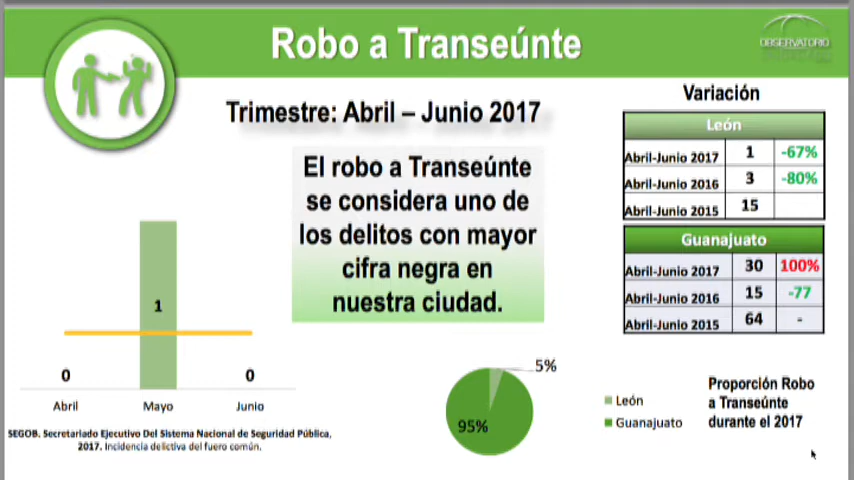 Robo a Transeúnte
OBSERVATORIO
Trimestre: Abril – Junio 2017
El robo a Transeúnte
se considera uno de
los delitos con mayor
cifra negra en
nuestra ciudad.
Variación
León
Abril-Junio 2017 1 -67%
Abril-Junio 2016 3 -80%
Abril-Junio 2015 15
Guanajuato
Abril-Junio 2017 30 100%
Abril-Junio 2016 15 -77
Abril-Junio 2015 64 -
1
0
0
Abril
Mayo
Junio
SEGOB. Secretariado Ejecutivo Del Sistema Nacional de Seguridad Pública,
2017. Incidencia delictiva del fuero común.
5%
95%
León
Guanajuato
Proporción Robo
a Transeúnte
durante el 2017